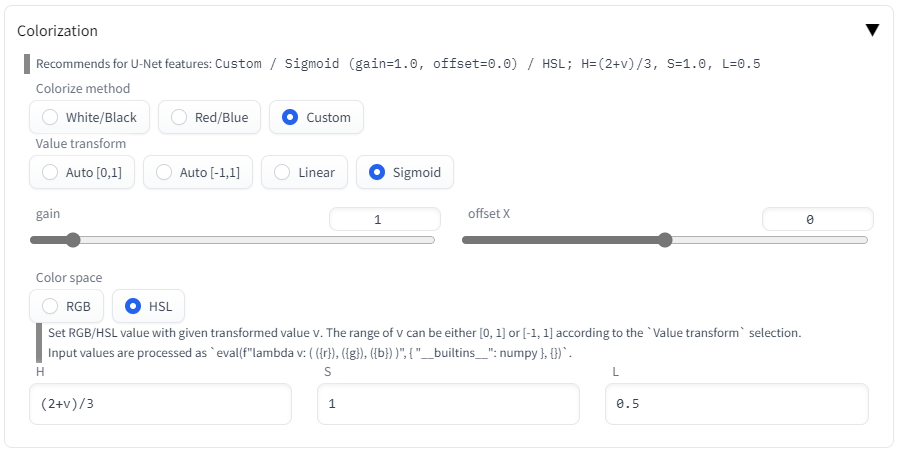 Colorization ▼
Recommends for U-Net features: Custom / Sigmoid (gain=1.0, offset=0.0) / HSL; H=(2+v)/3, S=1.0, L=0.5
Colorize method
White/Black Red/Blue Custom
Value transform
Auto [0,1] Auto [-1,1] Linear Sigmoid
gain 1 offset X 0
Color space
RGB HSL
Set RGB/HSL value with given transformed value v. The range of v can be either [0, 1] or [-1, 1] according to the `Value transform` selection.
Input values are processed as `eval(f"lambda v: ( ({r}), ({g}), ({b}) )", { "__builtins__": numpy }, {})`.
H S L
(2+v)/3 1 0.5